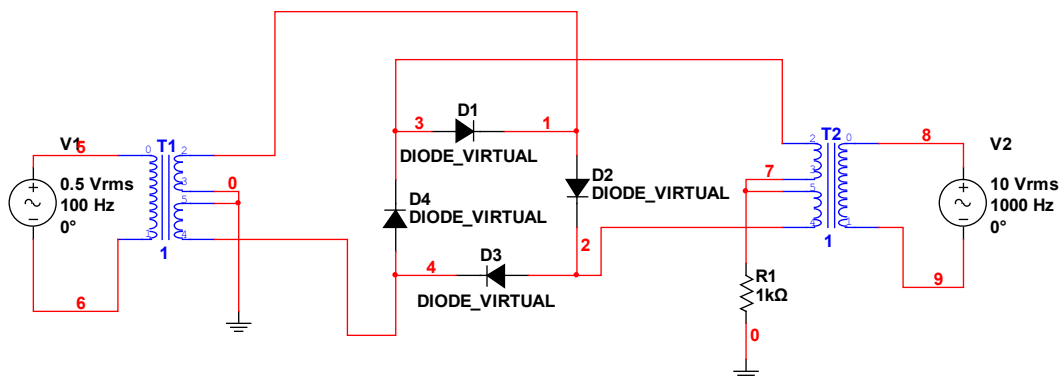 V1
5
0.5 Vrms
100 Hz
0°
6
T1
0
1
2
3
5
4
1
0
3
D1
1
DIODE_VIRTUAL
D2
DIODE_VIRTUAL
D4
DIODE_VIRTUAL
2
D3
4
DIODE_VIRTUAL
7
T2
2
3
5
4
0
1
1
R1
1kΩ
0
8
V2
10 Vrms
1000 Hz
0°
9